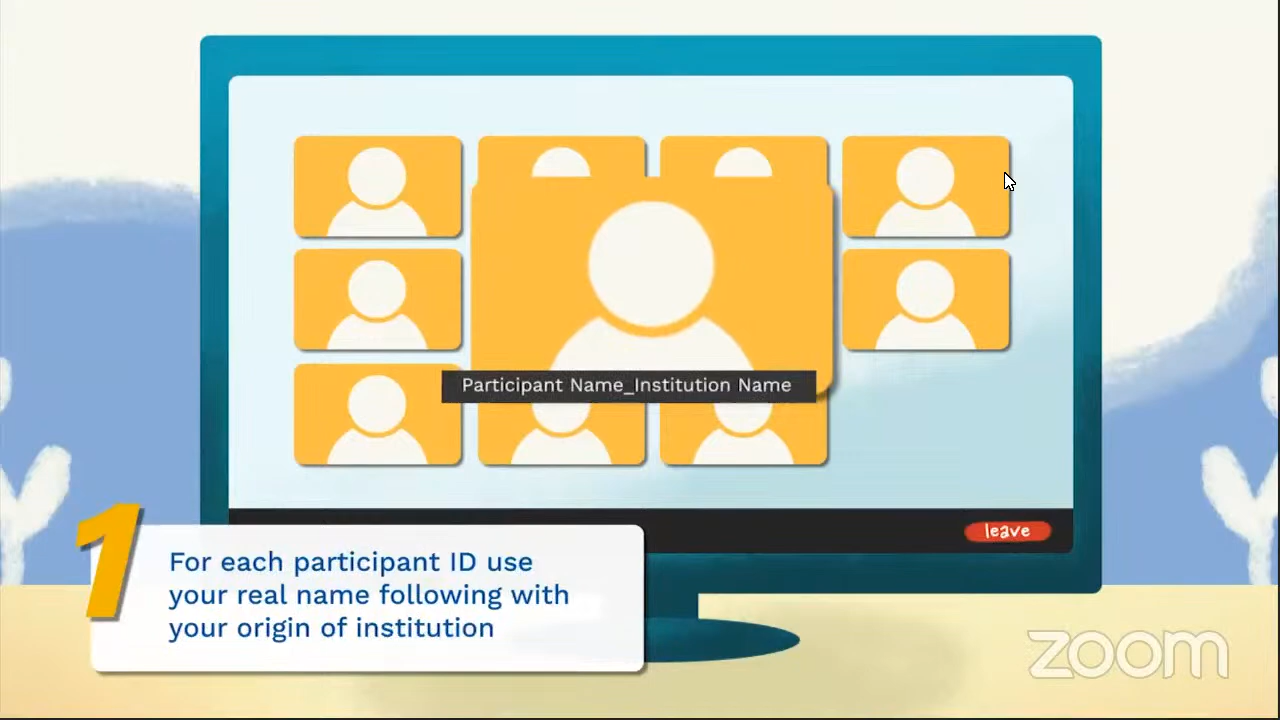 Participant Name_Institution Name
leave
1
For each participant ID use
your real name following with
your origin of institution
zoom